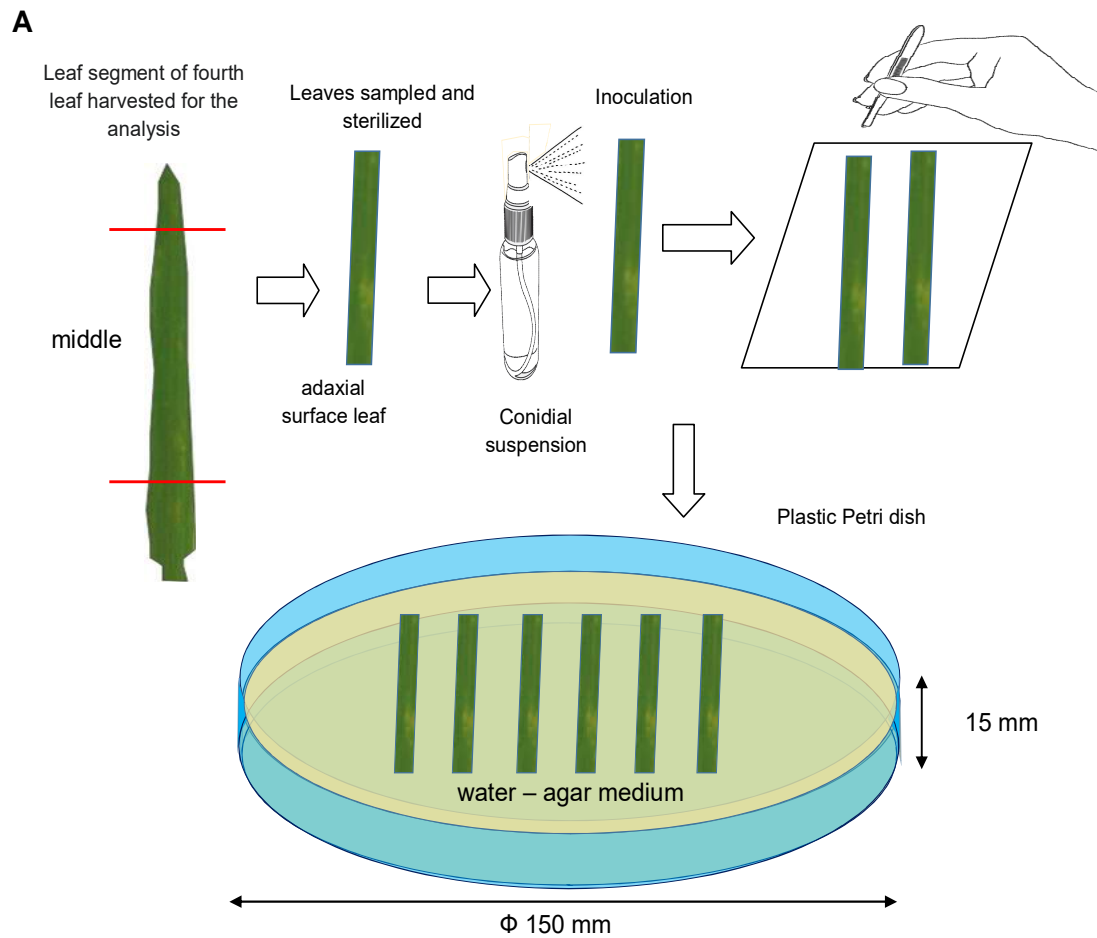 A
Leaf segment of fourth
leaf harvested for the
analysis
Leaves sampled and
sterilized
Inoculation
middle
adaxial
surface leaf
Conidial
suspension
Plastic Petri dish
water – agar medium
15 mm
Φ 150 mm